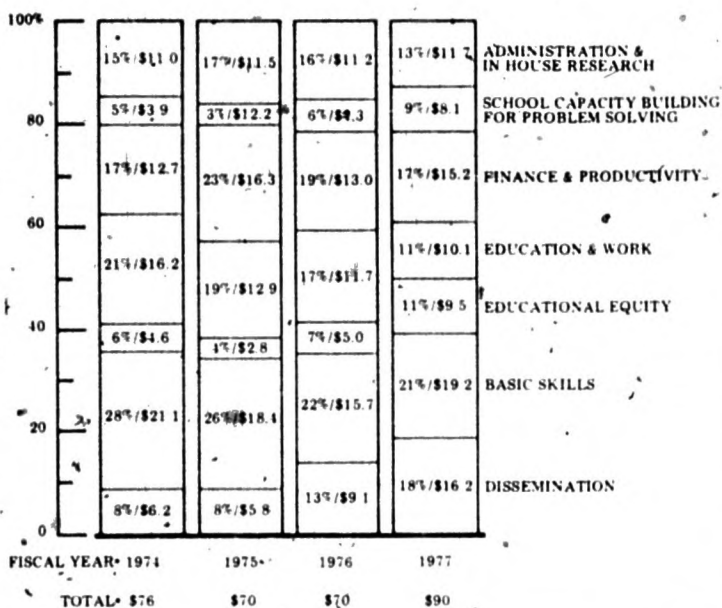 100%
15%/$11.0 17%/$11.5 16%/$11.2 13%/$11.7 ADMINISTRATION &
IN HOUSE RESEARCH
5%/$3.9 3%/$12.2 9%/$8.1 SCHOOL CAPACITY BUILDING
80 FOR PROBLEM SOLVING
17%/$12.7 23%/$16.3 19%/$13.0 17%/$15.2 FINANCE & PRODUCTIVITY
60
21%/$16.2 19%/$12.9 17%/$11.7 11%/$10.1 EDUCATION & WORK
11%/$9.5 EDUCATIONAL EQUITY
40
6%/$4.6 4%/$2.8 7%/$5.0
28%/$21.1 26%/$18.4 22%/$15.7 21%/$19.2 BASIC SKILLS
20
8%/$6.2 8%/$5.8 13%/$9.1 18%/$16.2 DISSEMINATION
0
FISCAL YEAR• 1974 1975 1976 1977
TOTAL• $76 $70 $70 $90